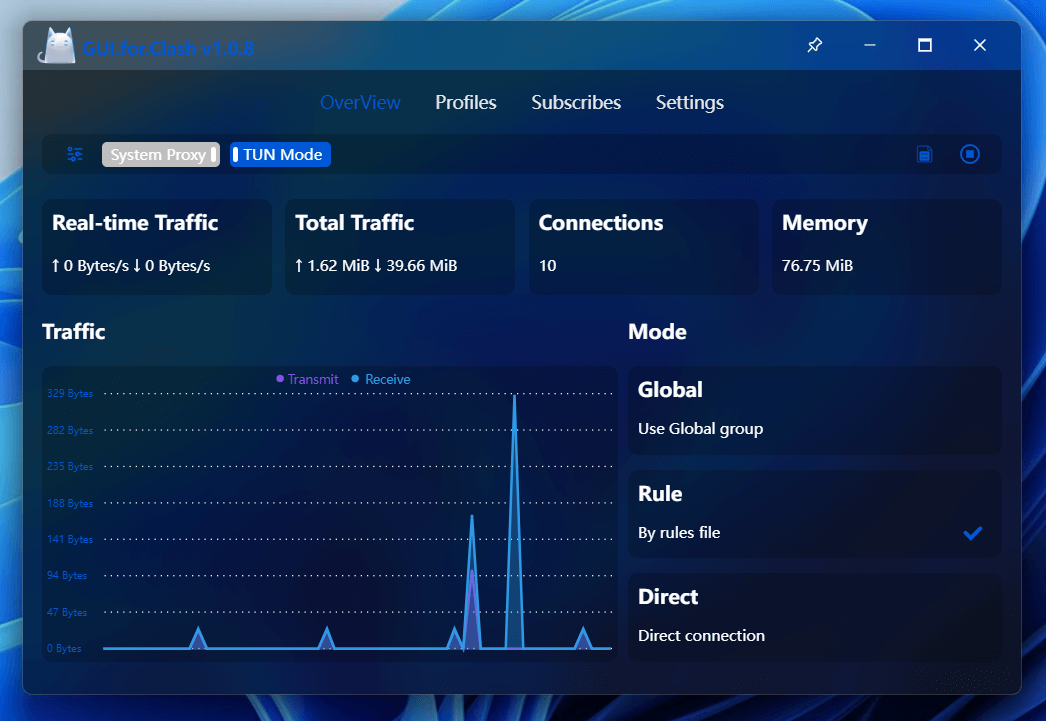 GUI.for.Clash v1.0.8
OverView Profiles Subscribes Settings
System Proxy TUN Mode
Real-time Traffic
↑ 0 Bytes/s ↓ 0 Bytes/s
Total Traffic
↑ 1.62 MiB ↓ 39.66 MiB
Connections
10
Memory
76.75 MiB
Traffic
Transmit Receive
329 Bytes
282 Bytes
235 Bytes
188 Bytes
141 Bytes
94 Bytes
47 Bytes
0 Bytes
Mode
Global
Use Global group
Rule
By rules file
Direct
Direct connection